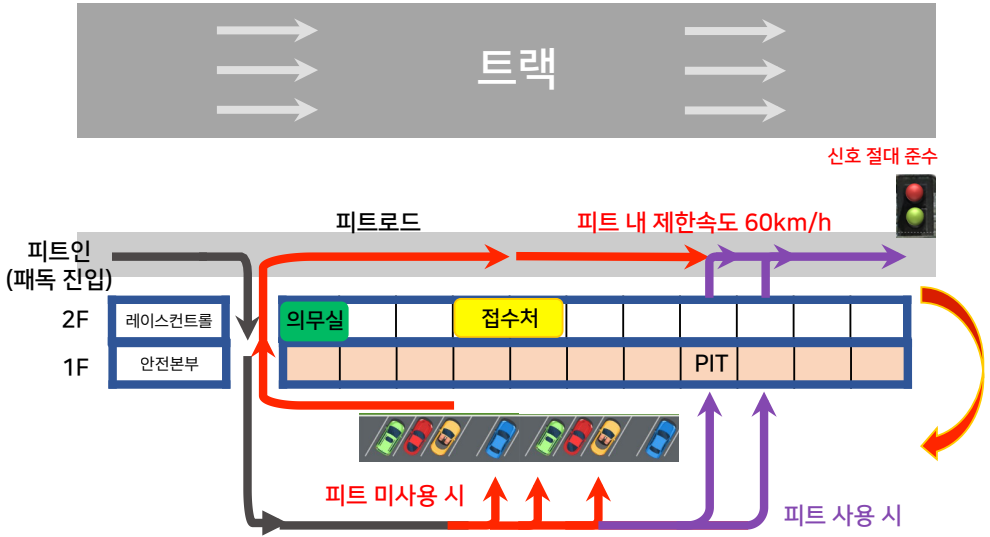 트랙
신호 절대 준수
피트로드
피트 내 제한속도 60km/h
피트인
(패독 진입)
2F
레이스컨트롤
의무실
접수처
1F
안전본부
PIT
피트 미사용 시
피트 사용 시